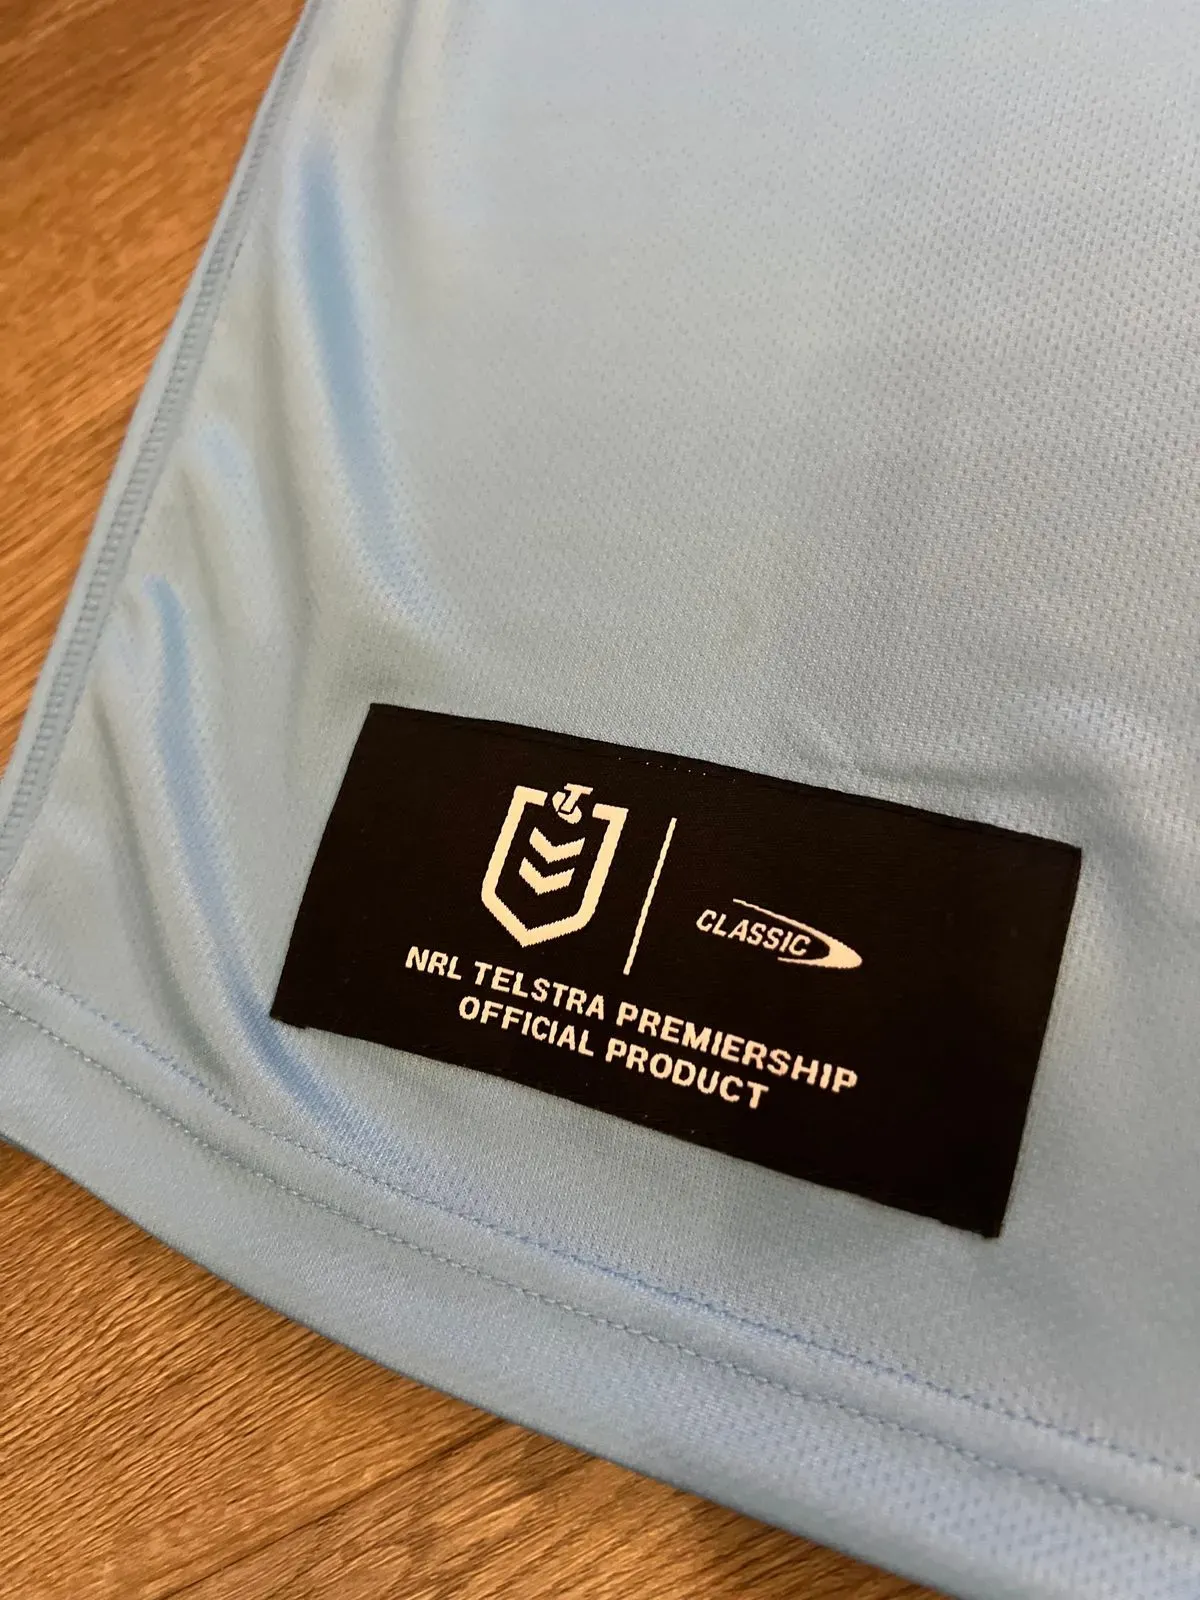 CLASSIC
NRL TELSTRA PREMIERSHIP
OFFICIAL PRODUCT